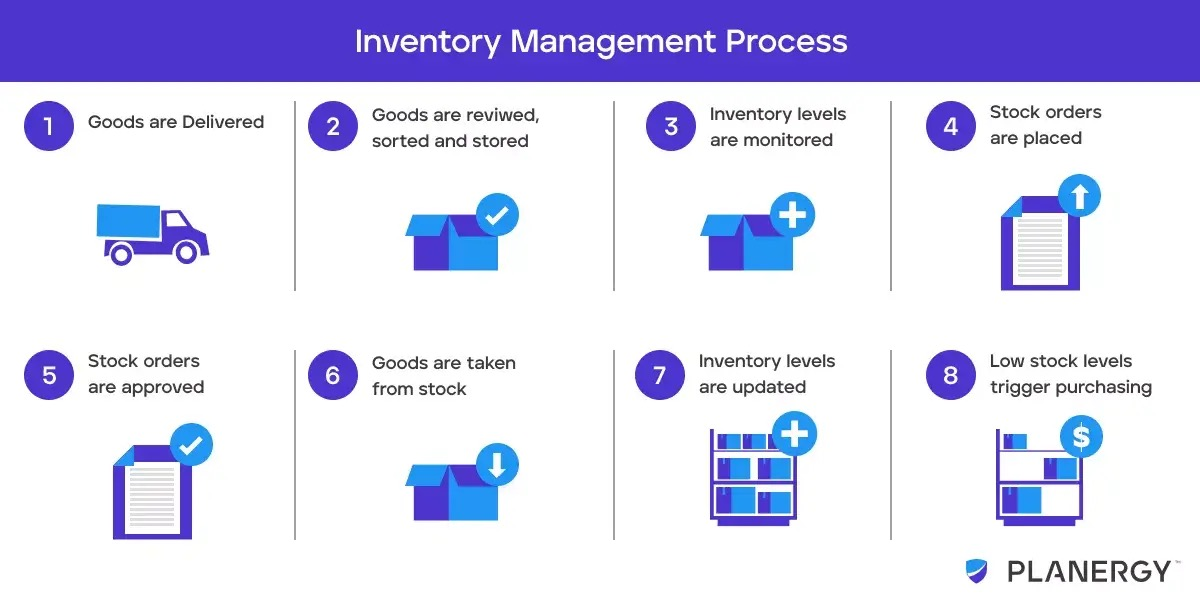 Inventory Management Process
1
Goods are Delivered
2
Goods are reviwed,
sorted and stored
3
Inventory levels
are monitored
4
Stock orders
are placed
5
Stock orders
are approved
6
Goods are taken
from stock
7
Inventory levels
are updated
8
Low stock levels
trigger purchasing
$
PLANERGY™